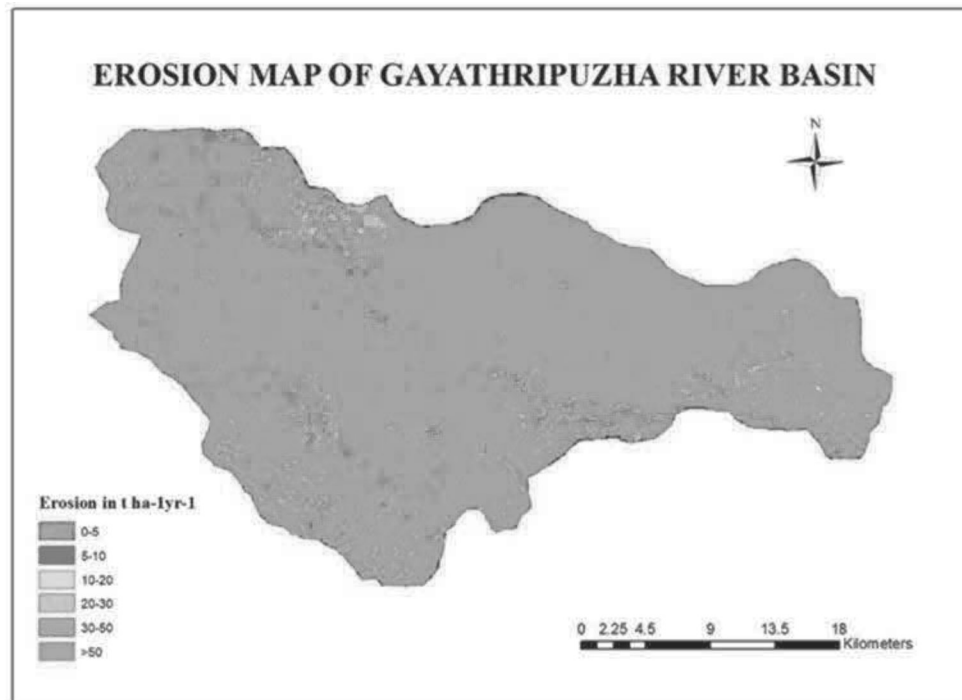 EROSION MAP OF GAYATHRIPUZHA RIVER BASIN
N
Erosion in t ha-1yr-1
0-5
5-10
10-20
20-30
30-50
>50
0 2.25 4.5 9 13.5 18
Kilometers